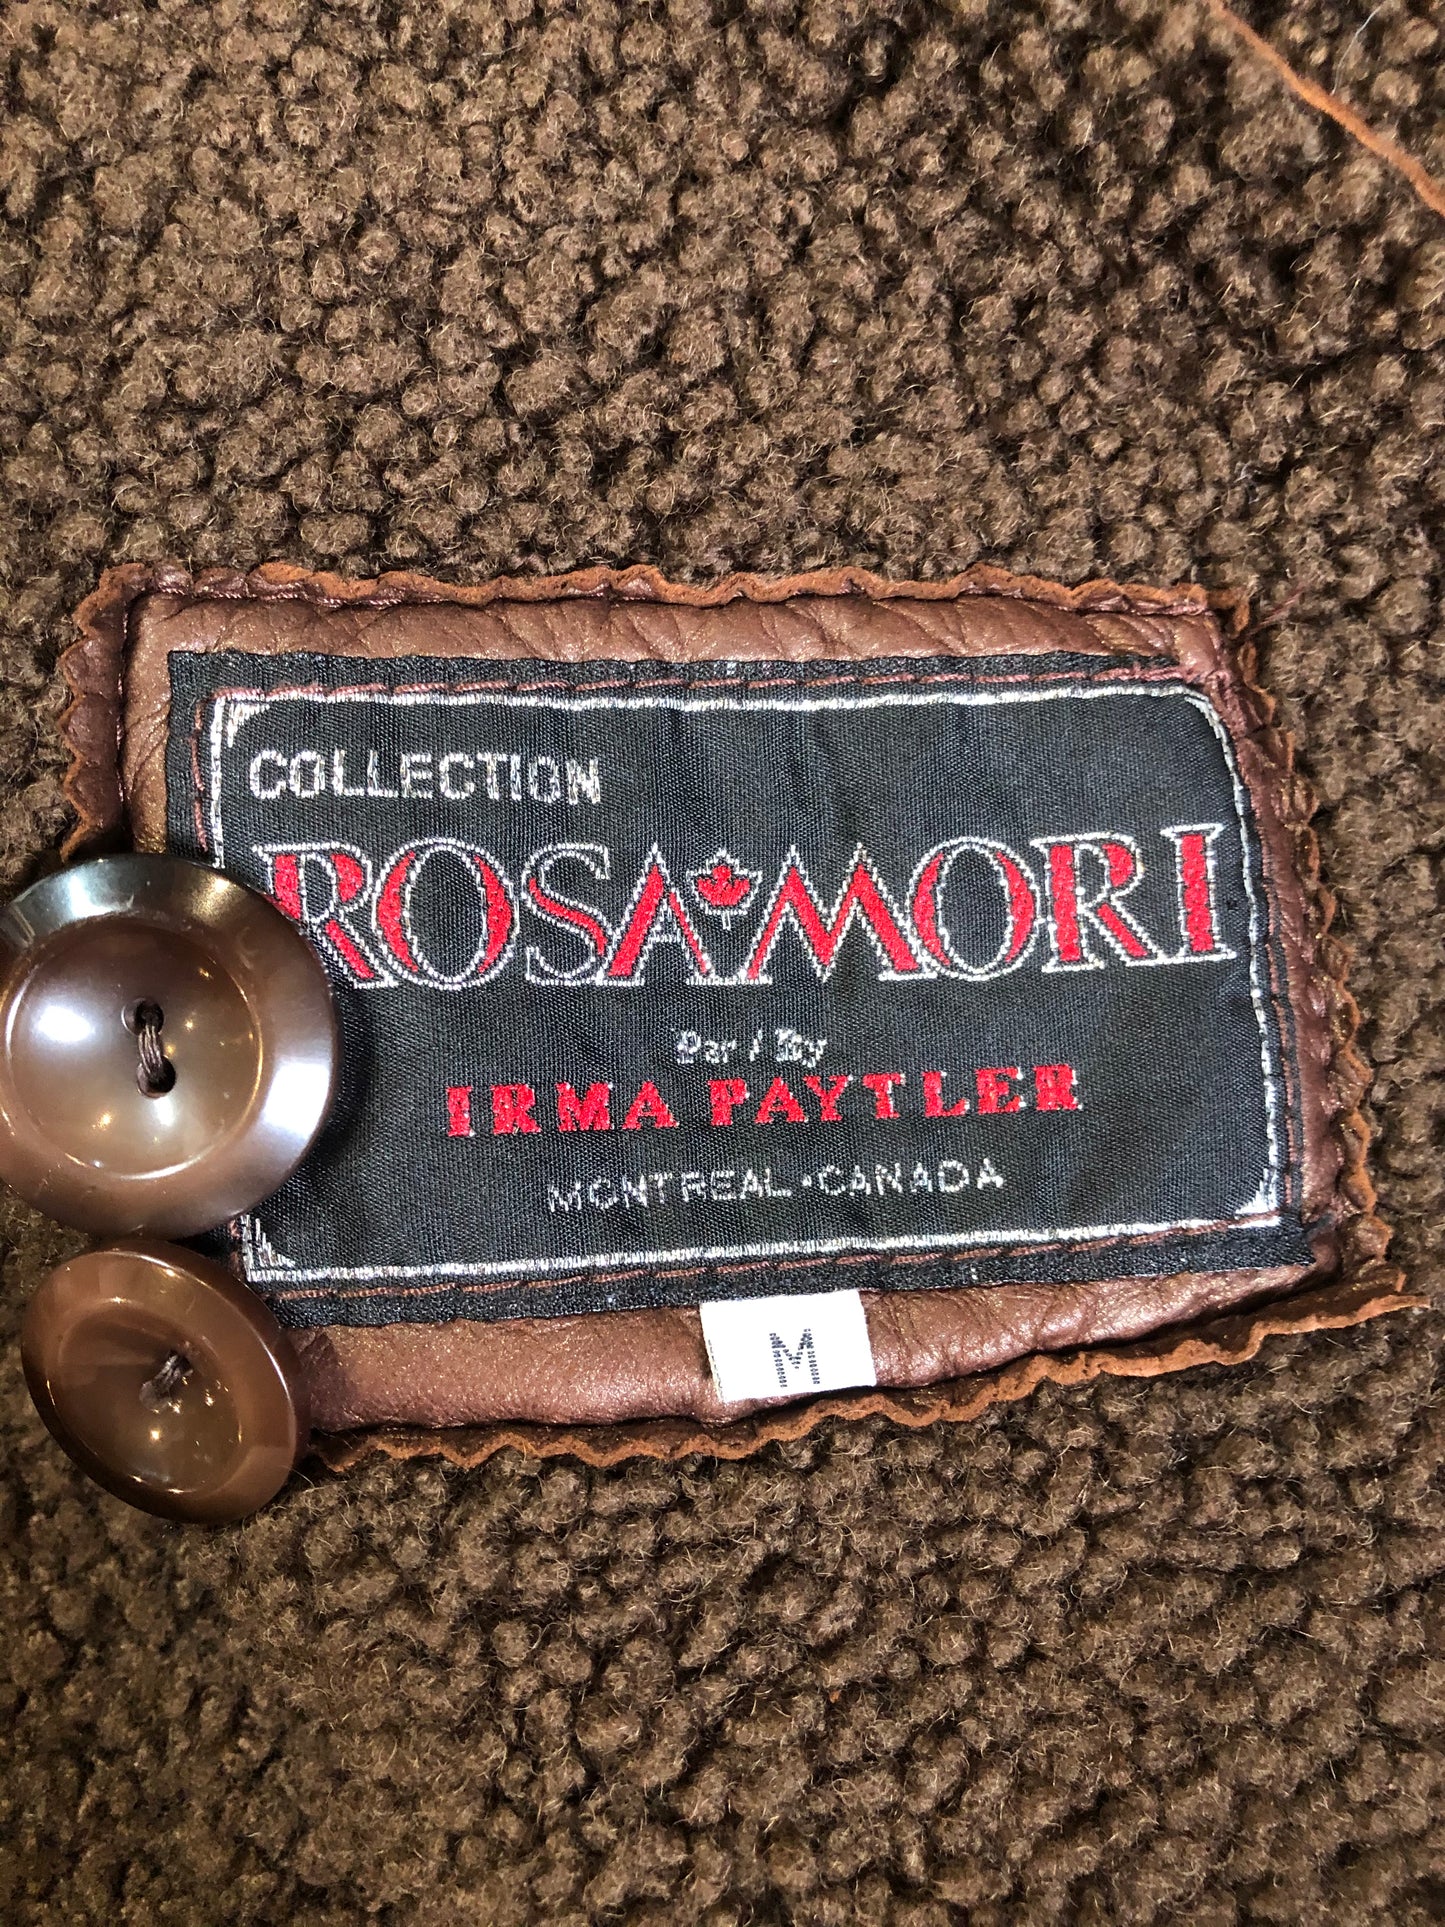 COLLECTION
ROSA MORI
Par / By
IRMA PAYTLER
MONTREAL • CANADA
M